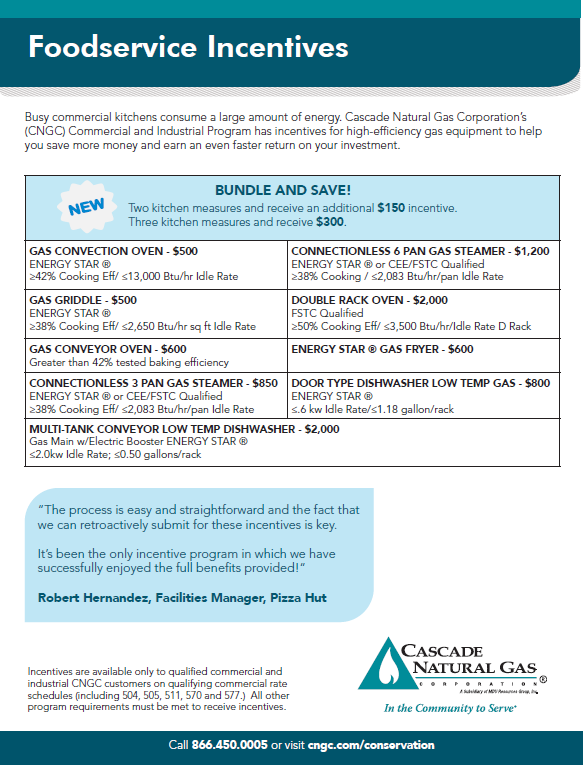 Foodservice Incentives
Busy commercial kitchens consume a large amount of energy. Cascade Natural Gas Corporation's
(CNGC) Commercial and Industrial Program has incentives for high-efficiency gas equipment to help
you save more money and earn an even faster return on your investment.
NEW
BUNDLE AND SAVE!
Two kitchen measures and receive an additional $150 incentive.
Three kitchen measures and receive $300.
GAS CONVECTION OVEN - $500
ENERGY STAR ®
≥42% Cooking Eff/ ≤13,000 Btu/hr Idle Rate
CONNECTIONLESS 6 PAN GAS STEAMER - $1,200
ENERGY STAR ® or CEE/FSTC Qualified
≥38% Cooking / ≤2,083 Btu/hr/pan Idle Rate
GAS GRIDDLE - $500
ENERGY STAR ®
≥38% Cooking Eff/ ≤2,650 Btu/hr sq ft Idle Rate
DOUBLE RACK OVEN - $2,000
FSTC Qualified
≥50% Cooking Eff/ ≤3,500 Btu/hr/Idle Rate D Rack
GAS CONVEYOR OVEN - $600
Greater than 42% tested baking efficiency
ENERGY STAR ® GAS FRYER - $600
CONNECTIONLESS 3 PAN GAS STEAMER - $850
ENERGY STAR ® or CEE/FSTC Qualified
≥38% Cooking Eff/ ≤2,083 Btu/hr/pan Idle Rate
DOOR TYPE DISHWASHER LOW TEMP GAS - $800
ENERGY STAR ®
≤.6 kw Idle Rate/≤1.18 gallon/rack
MULTI-TANK CONVEYOR LOW TEMP DISHWASHER - $2,000
Gas Main w/Electric Booster ENERGY STAR ®
≤2.0kw Idle Rate; ≤0.50 gallons/rack
"The process is easy and straightforward and the fact that
we can retroactively submit for these incentives is key.
It's been the only incentive program in which we have
successfully enjoyed the full benefits provided!"
Robert Hernandez, Facilities Manager, Pizza Hut
Incentives are available only to qualified commercial and
industrial CNGC customers on qualifying commercial rate
schedules (including 504, 505, 511, 570 and 577.) All other
program requirements must be met to receive incentives.
CASCADE
NATURAL GAS
CORPORATION ®
A Subsidiary of MDU Resources Group, Inc.
In the Community to Serve*
Call 866.450.0005 or visit cngc.com/conservation